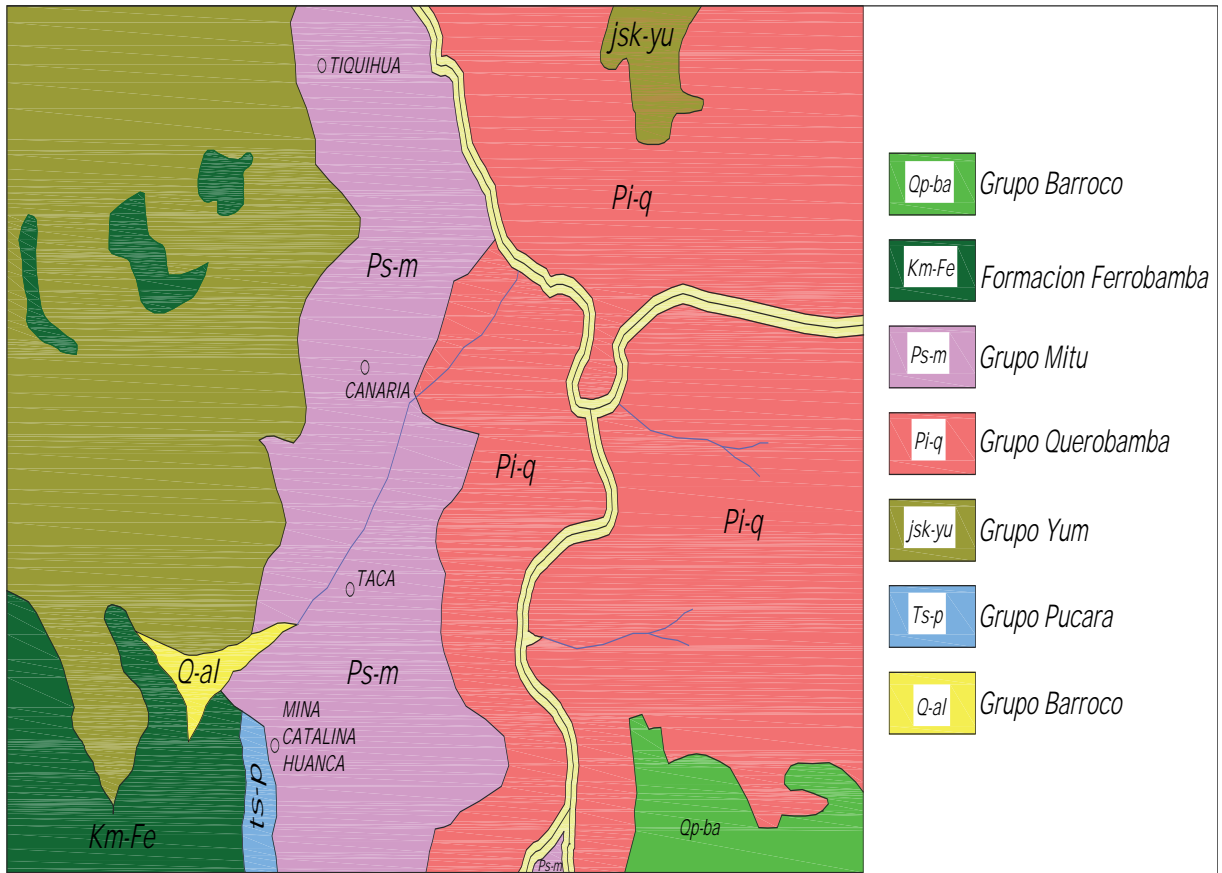 jsk-yu
TIQUIHUA
Pi-q
Ps-m
CANARIA
Pi-q
Pi-q
TACA
Q-al
Ps-m
MINA
CATALINA
HUANCA
ts-p
Km-Fe
Qp-ba
Ps-m
Qp-ba Grupo Barroco
Km-Fe Formacion Ferrobamba
Ps-m Grupo Mitu
Pi-q Grupo Querobamba
jsk-yu Grupo Yum
Ts-p Grupo Pucara
Q-al Grupo Barroco